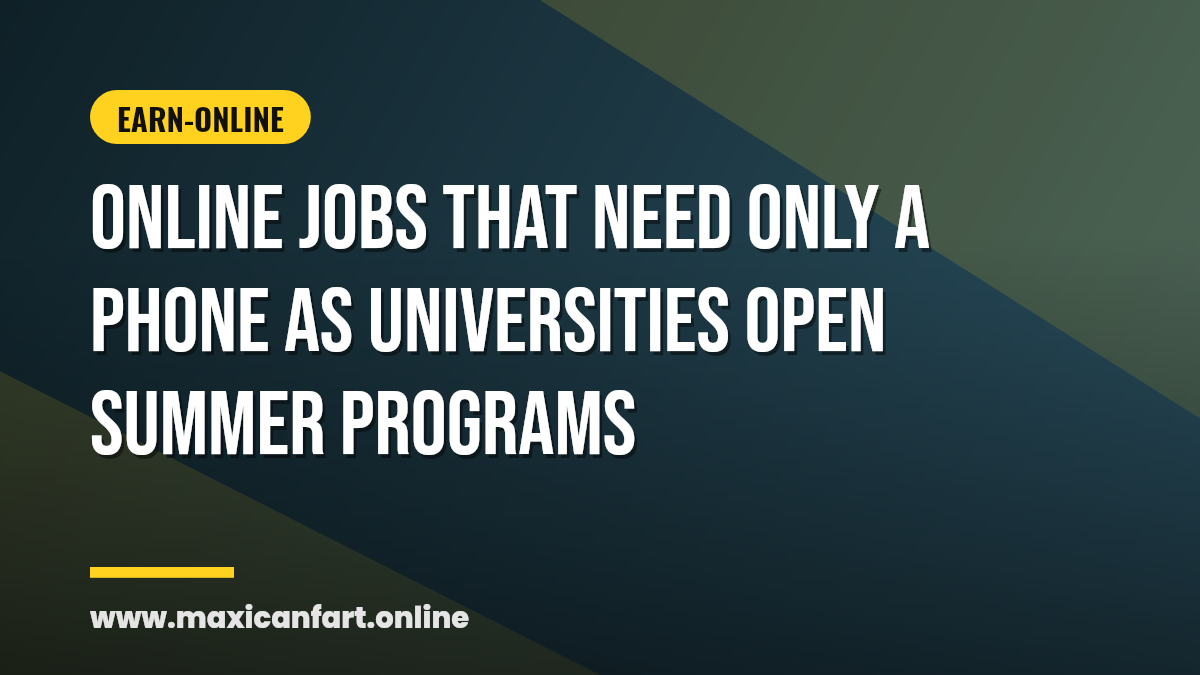 EARN-ONLINE
ONLINE JOBS THAT NEED ONLY A
PHONE AS UNIVERSITIES OPEN
SUMMER PROGRAMS
www.maxicanfart.online